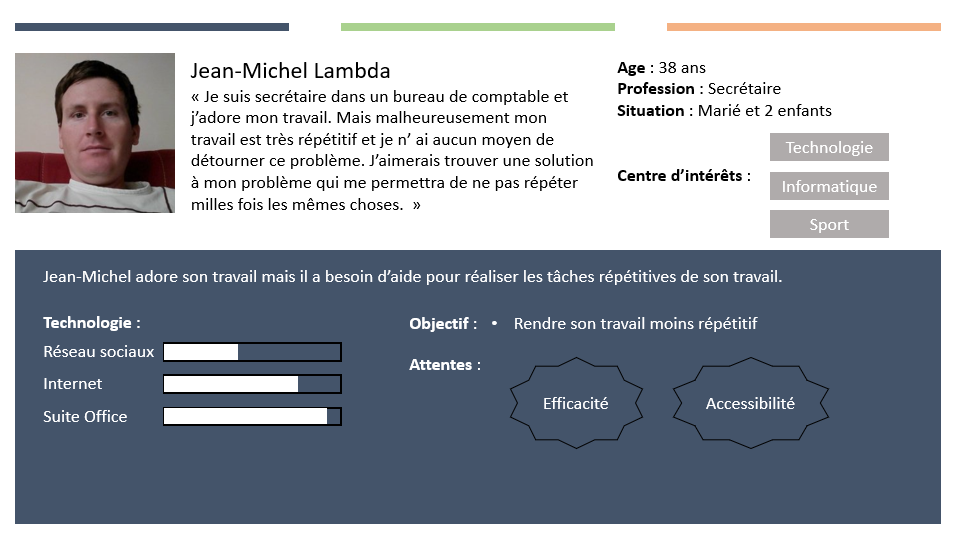 Jean-Michel Lambda
« Je suis secrétaire dans un bureau de comptable et
j’adore mon travail. Mais malheureusement mon
travail est très répétitif et je n’ ai aucun moyen de
détourner ce problème. J’aimerais trouver une solution
à mon problème qui me permettra de ne pas répéter
milles fois les mêmes choses.  »
Age : 38 ans
Profession : Secrétaire
Situation : Marié et 2 enfants
Centre d’intérêts :
Technologie
Informatique
Sport
Jean-Michel adore son travail mais il a besoin d’aide pour réaliser les tâches répétitives de son travail.
Technologie :
Réseau sociaux
Internet
Suite Office
Objectif : • Rendre son travail moins répétitif
Attentes :
Efficacité
Accessibilité